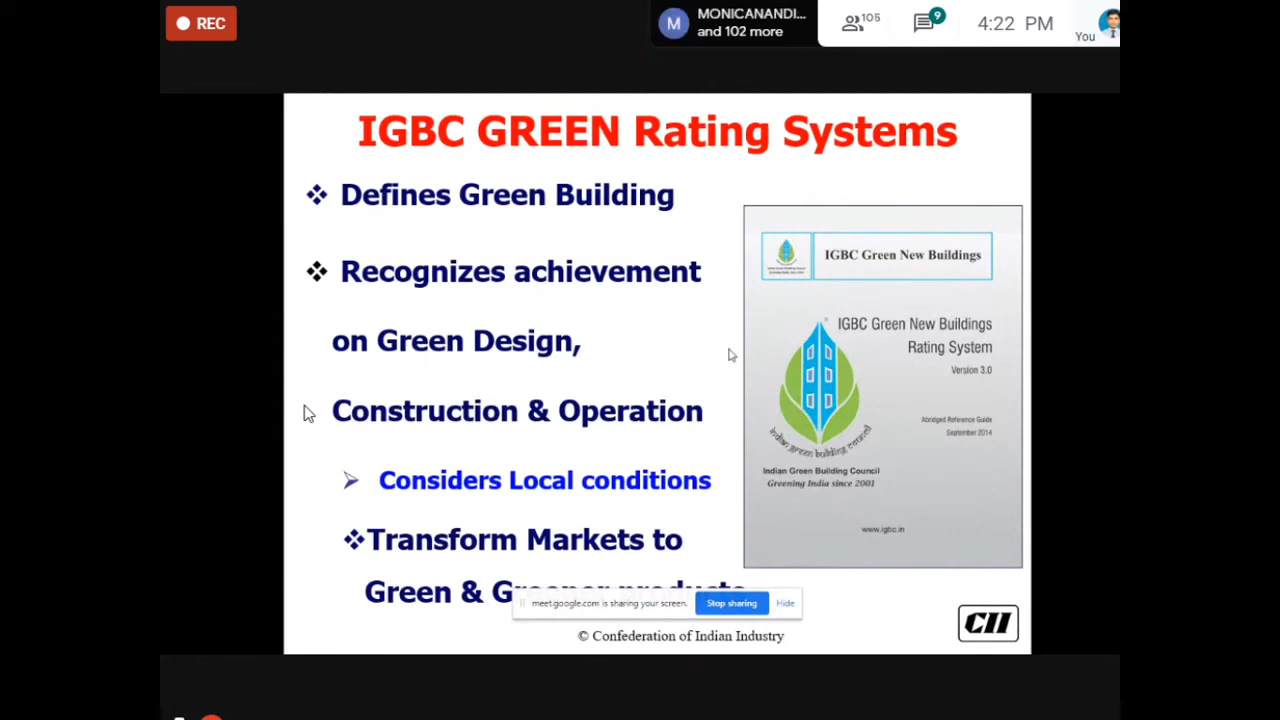 REC
M
MONICANANDI...
and 102 more
105
9
4:22 PM
You
IGBC GREEN Rating Systems
Defines Green Building
Recognizes achievement
on Green Design,
Construction & Operation
Considers Local conditions
Transform Markets to
Green & Greener products
meet.google.com is sharing your screen.
Stop sharing
Hide
© Confederation of Indian Industry
CII
IGBC Green New Buildings
IGBC Green New Buildings
Rating System
Version 3.0
Abridged Reference Guide
September 2014
indian green building council
Indian Green Building Council
Greening India since 2001
www.igbc.in